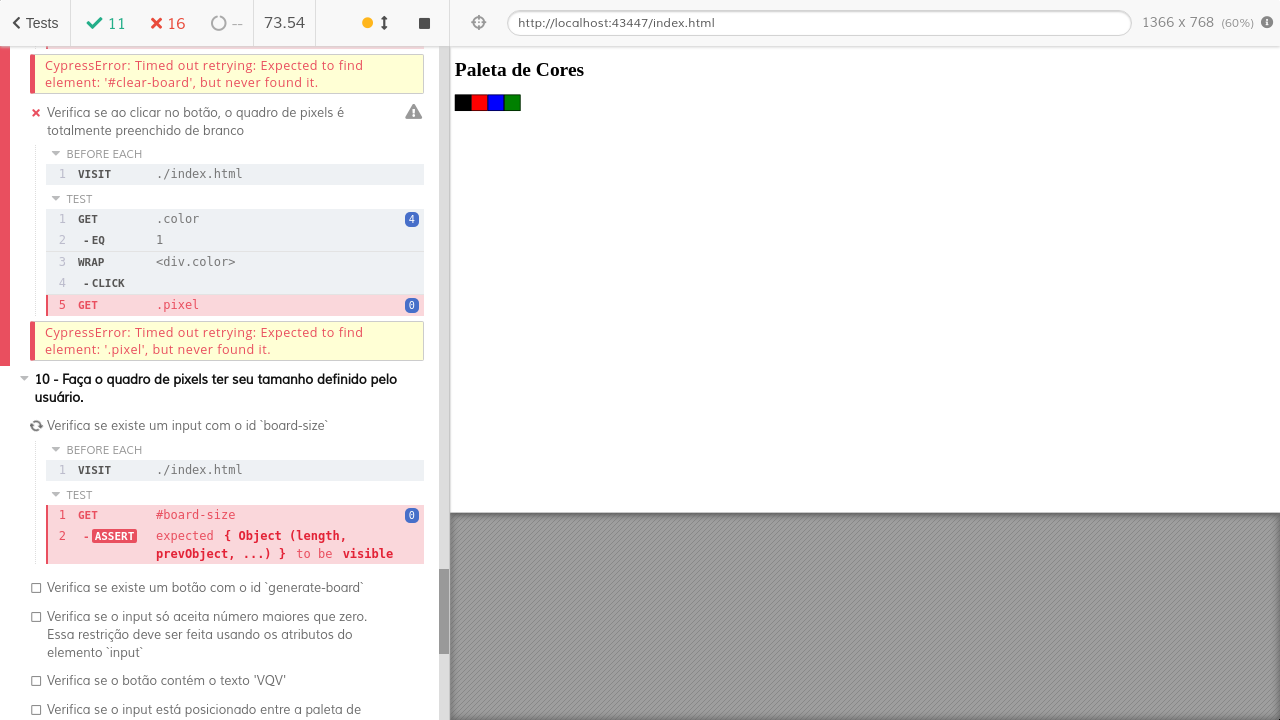 Tests 11 16 -- 73.54 http://localhost:43447/index.html 1366 x 768 (60%)
CypressError: Timed out retrying: Expected to find
element: '#clear-board', but never found it.
Verifica se ao clicar no botão, o quadro de pixels é
totalmente preenchido de branco
BEFORE EACH
1 VISIT ./index.html
TEST
1 GET .color 4
2 - EQ 1
3 WRAP <div.color>
4 - CLICK
5 GET .pixel 0
CypressError: Timed out retrying: Expected to find
element: '.pixel', but never found it.
10 - Faça o quadro de pixels ter seu tamanho definido pelo
usuário.
Verifica se existe um input com o id `board-size`
BEFORE EACH
1 VISIT ./index.html
TEST
1 GET #board-size 0
2 - ASSERT expected { Object (length,
prevObject, ...) } to be visible
Verifica se existe um botão com o id `generate-board`
Verifica se o input só aceita número maiores que zero.
Essa restrição deve ser feita usando os atributos do
elemento `input`
Verifica se o botão contém o texto 'VQV'
Verifica se o input está posicionado entre a paleta de
Paleta de Cores